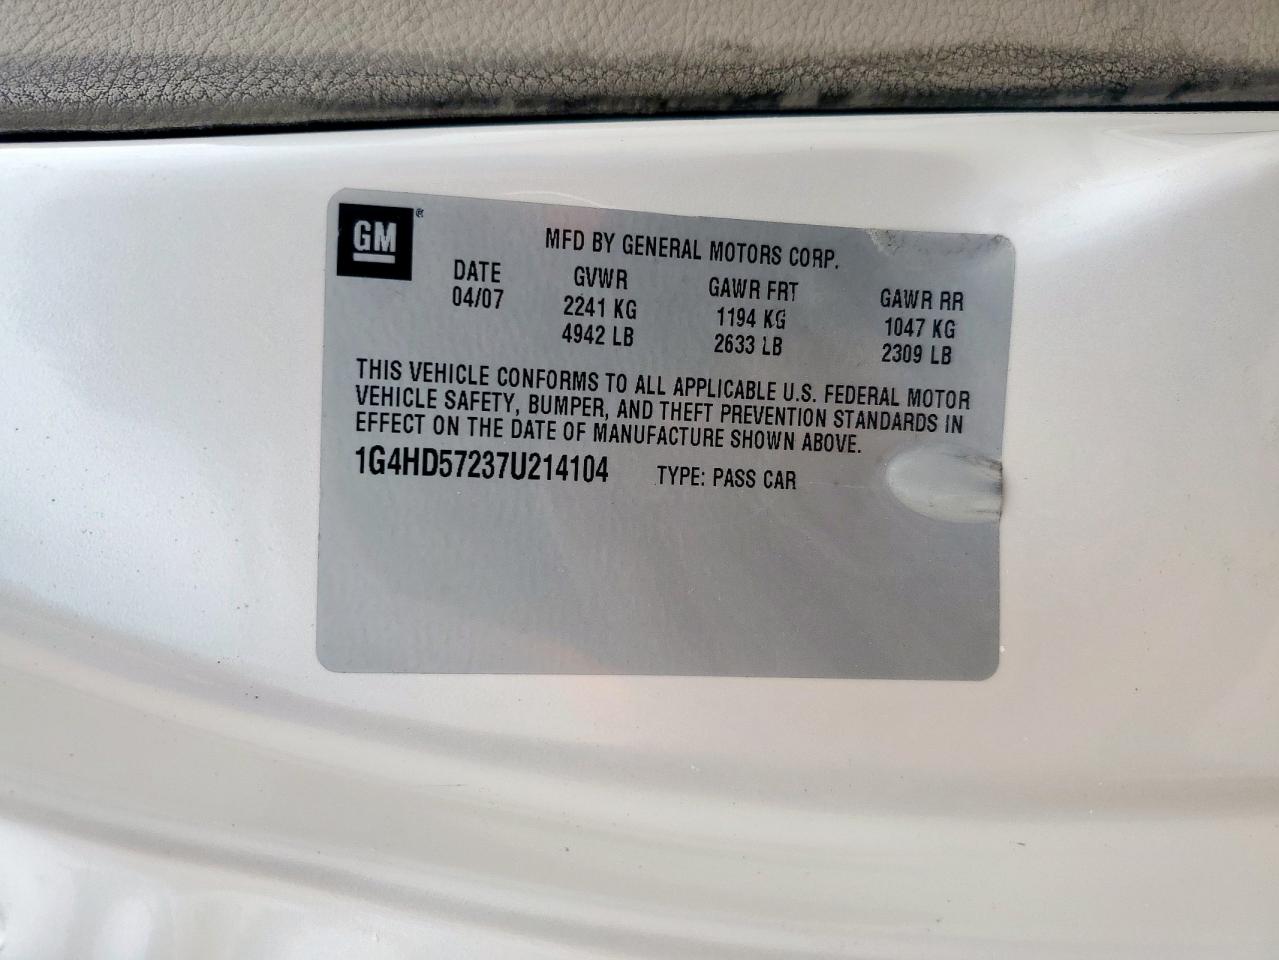 GM®
MFD BY GENERAL MOTORS CORP.
DATE GVWR GAWR FRT GAWR RR
04/07 2241 KG 1194 KG 1047 KG
4942 LB 2633 LB 2309 LB
THIS VEHICLE CONFORMS TO ALL APPLICABLE U.S. FEDERAL MOTOR
VEHICLE SAFETY, BUMPER, AND THEFT PREVENTION STANDARDS IN
EFFECT ON THE DATE OF MANUFACTURE SHOWN ABOVE.
1G4HD57237U214104 TYPE: PASS CAR